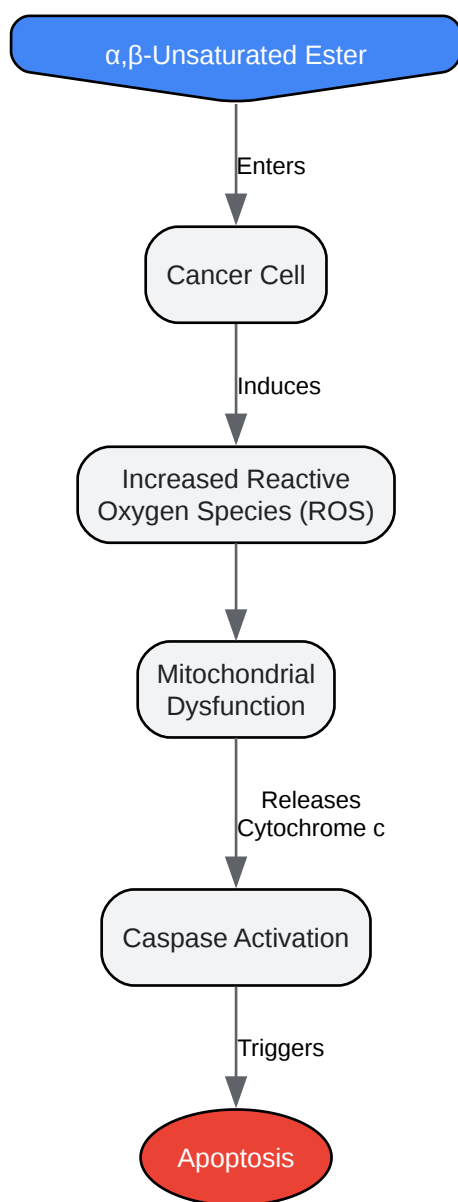 α,β-Unsaturated Ester
Enters
Cancer Cell
Induces
Increased Reactive
Oxygen Species (ROS)
Mitochondrial
Dysfunction
Releases
Cytochrome c
Caspase Activation
Triggers
Apoptosis